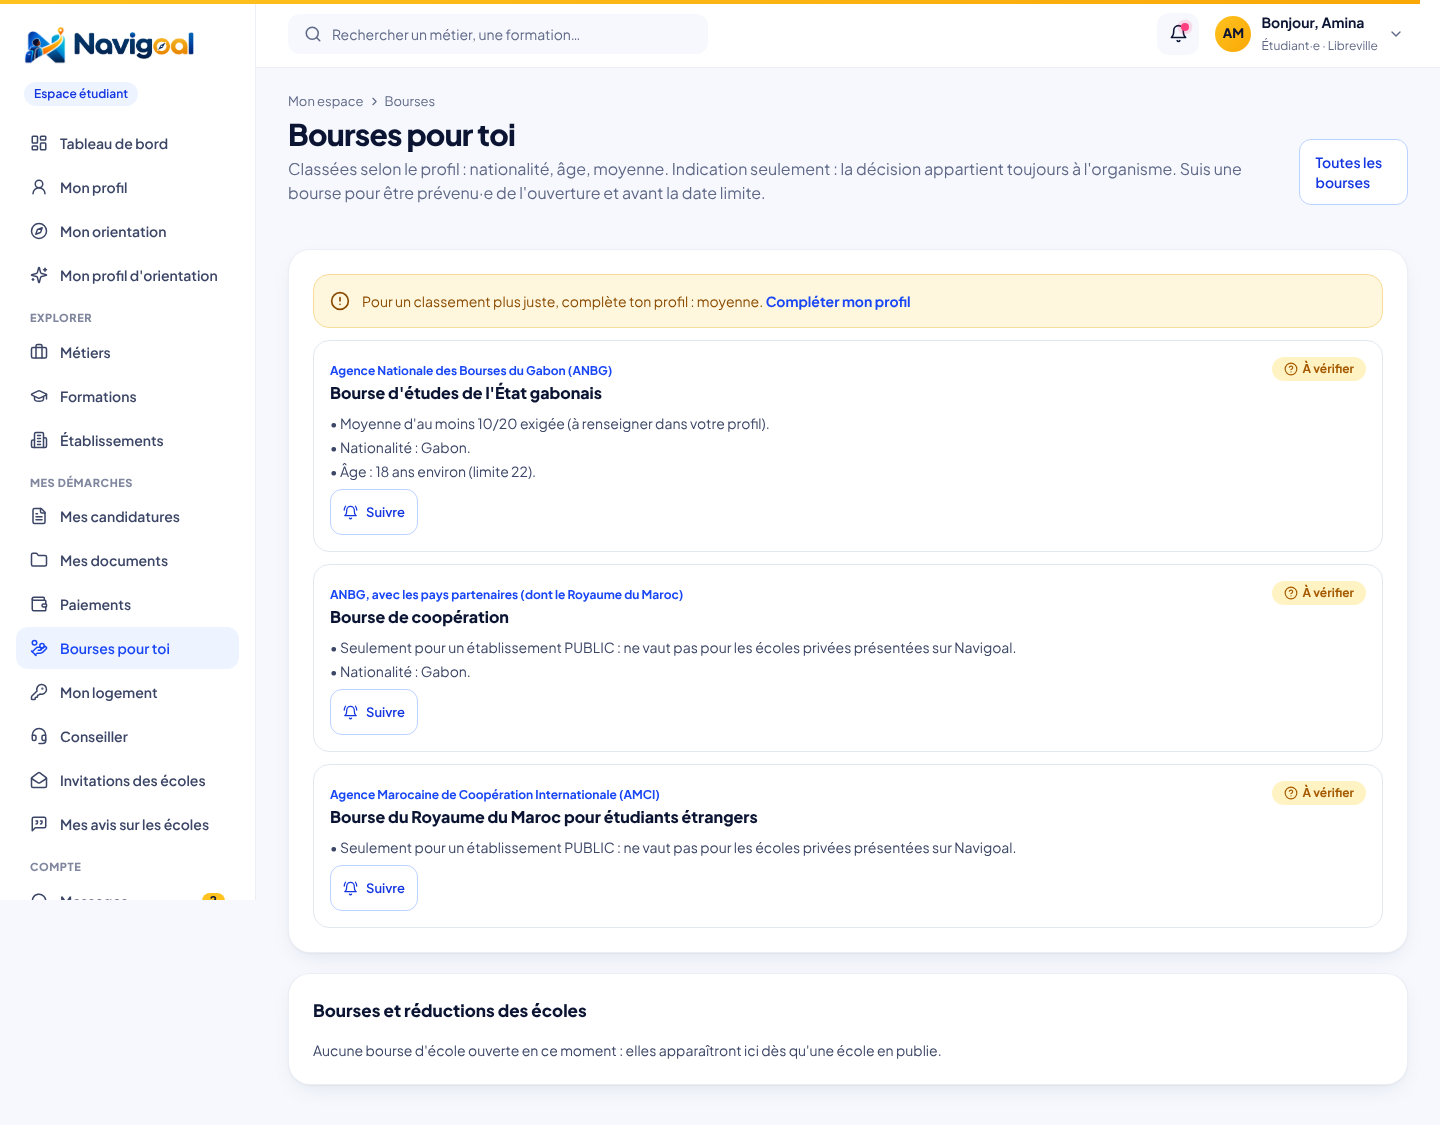 Navigoal
Espace étudiant
Tableau de bord
Mon profil
Mon orientation
Mon profil d'orientation
EXPLORER
Métiers
Formations
Établissements
MES DÉMARCHES
Mes candidatures
Mes documents
Paiements
Bourses pour toi
Mon logement
Conseiller
Invitations des écoles
Mes avis sur les écoles
COMPTE
Rechercher un métier, une formation…
AM
Bonjour, Amina
Étudiant·e · Libreville
Mon espace > Bourses
Bourses pour toi
Classées selon le profil : nationalité, âge, moyenne. Indication seulement : la décision appartient toujours à l'organisme. Suis une
bourse pour être prévenu·e de l'ouverture et avant la date limite.
Toutes les
bourses
Pour un classement plus juste, complète ton profil : moyenne. Compléter mon profil
Agence Nationale des Bourses du Gabon (ANBG)
À vérifier
Bourse d'études de l'État gabonais
• Moyenne d'au moins 10/20 exigée (à renseigner dans votre profil).
• Nationalité : Gabon.
• Âge : 18 ans environ (limite 22).
Suivre
ANBG, avec les pays partenaires (dont le Royaume du Maroc)
À vérifier
Bourse de coopération
• Seulement pour un établissement PUBLIC : ne vaut pas pour les écoles privées présentées sur Navigoal.
• Nationalité : Gabon.
Suivre
Agence Marocaine de Coopération Internationale (AMCI)
À vérifier
Bourse du Royaume du Maroc pour étudiants étrangers
• Seulement pour un établissement PUBLIC : ne vaut pas pour les écoles privées présentées sur Navigoal.
Suivre
Bourses et réductions des écoles
Aucune bourse d'école ouverte en ce moment : elles apparaîtront ici dès qu'une école en publie.